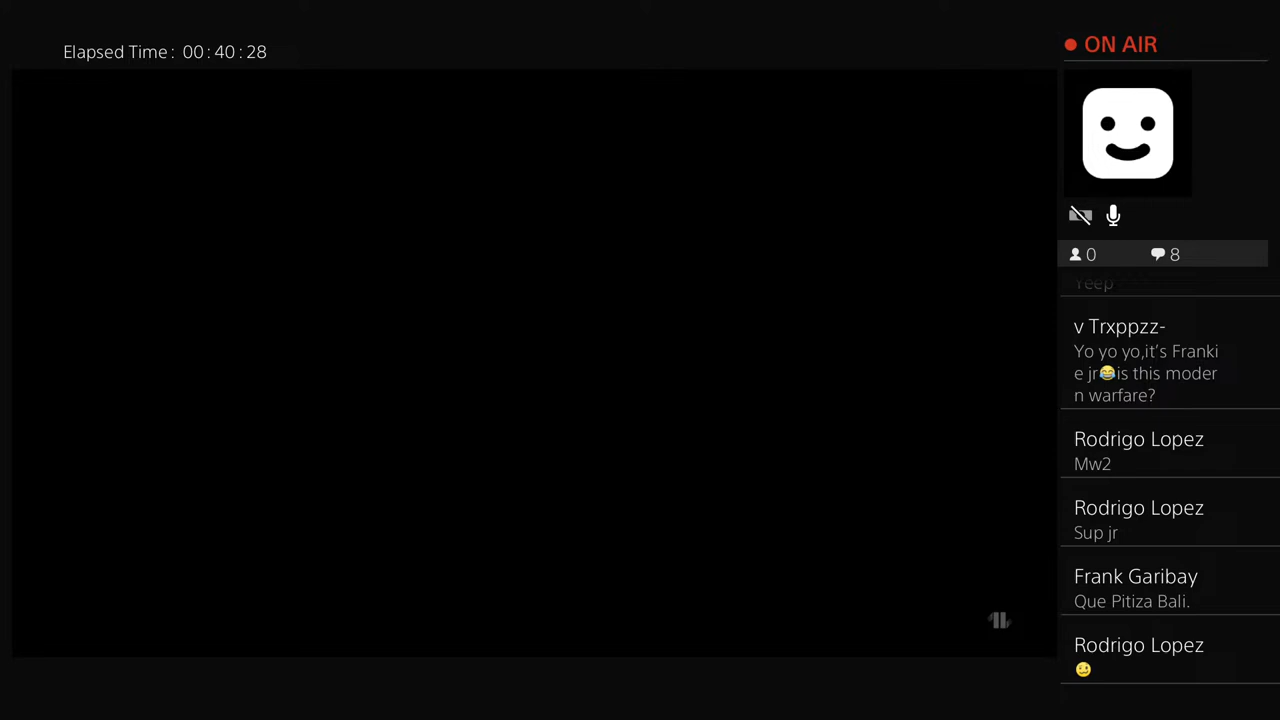 Elapsed Time: 00:40:28
ON AIR
0 8
Yeep
v Trxppzz-
Yo yo yo,it’s Franki
e jr😂is this moder
n warfare?
Rodrigo Lopez
Mw2
Rodrigo Lopez
Sup jr
Frank Garibay
Que Pitiza Bali.
Rodrigo Lopez
🥴